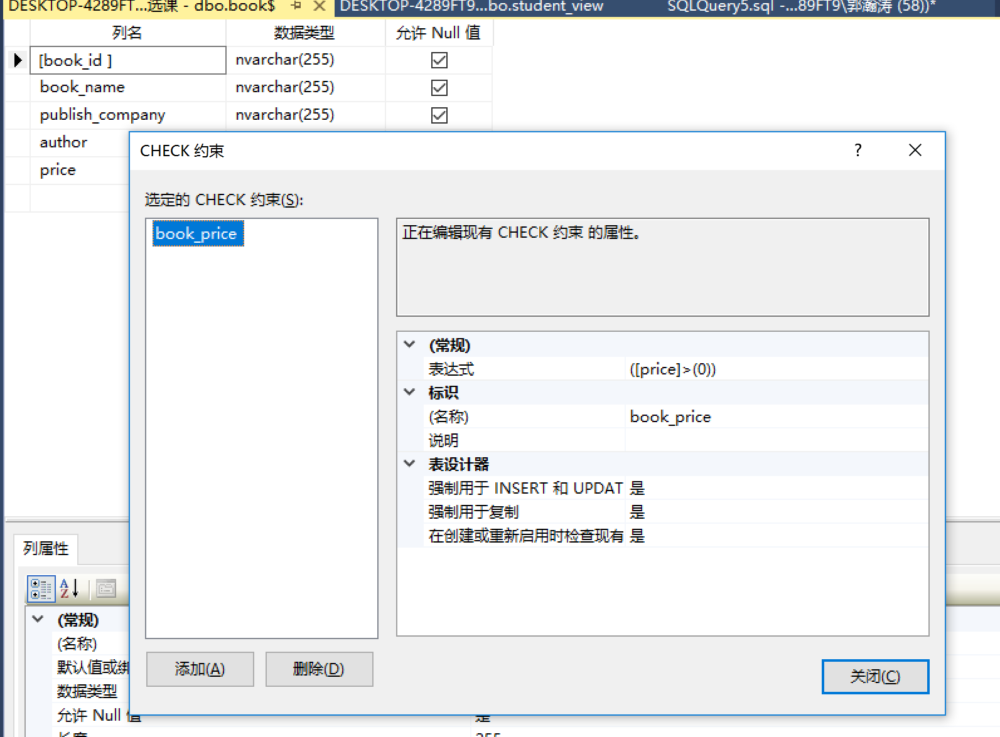 DESKTOP-4289FT...选课 - dbo.book$
DESKTOP-4289FT9...bo.student_view
SQLQuery5.sql -...89FT9\郭瀚涛 (58))*
列名 数据类型 允许 Null 值
[book_id ] nvarchar(255)
book_name nvarchar(255)
publish_company nvarchar(255)
author
price
CHECK 约束 ?
选定的 CHECK 约束(S):
book_price
正在编辑现有 CHECK 约束 的属性。
(常规)
表达式 ([price]>(0))
标识
(名称) book_price
说明
表设计器
强制用于 INSERT 和 UPDAT 是
强制用于复制 是
在创建或重新启用时检查现有 是
添加(A) 删除(D)
关闭(C)
列属性
(常规)
(名称)
默认值或绑
数据类型
允许 Null 值 是
长度 255